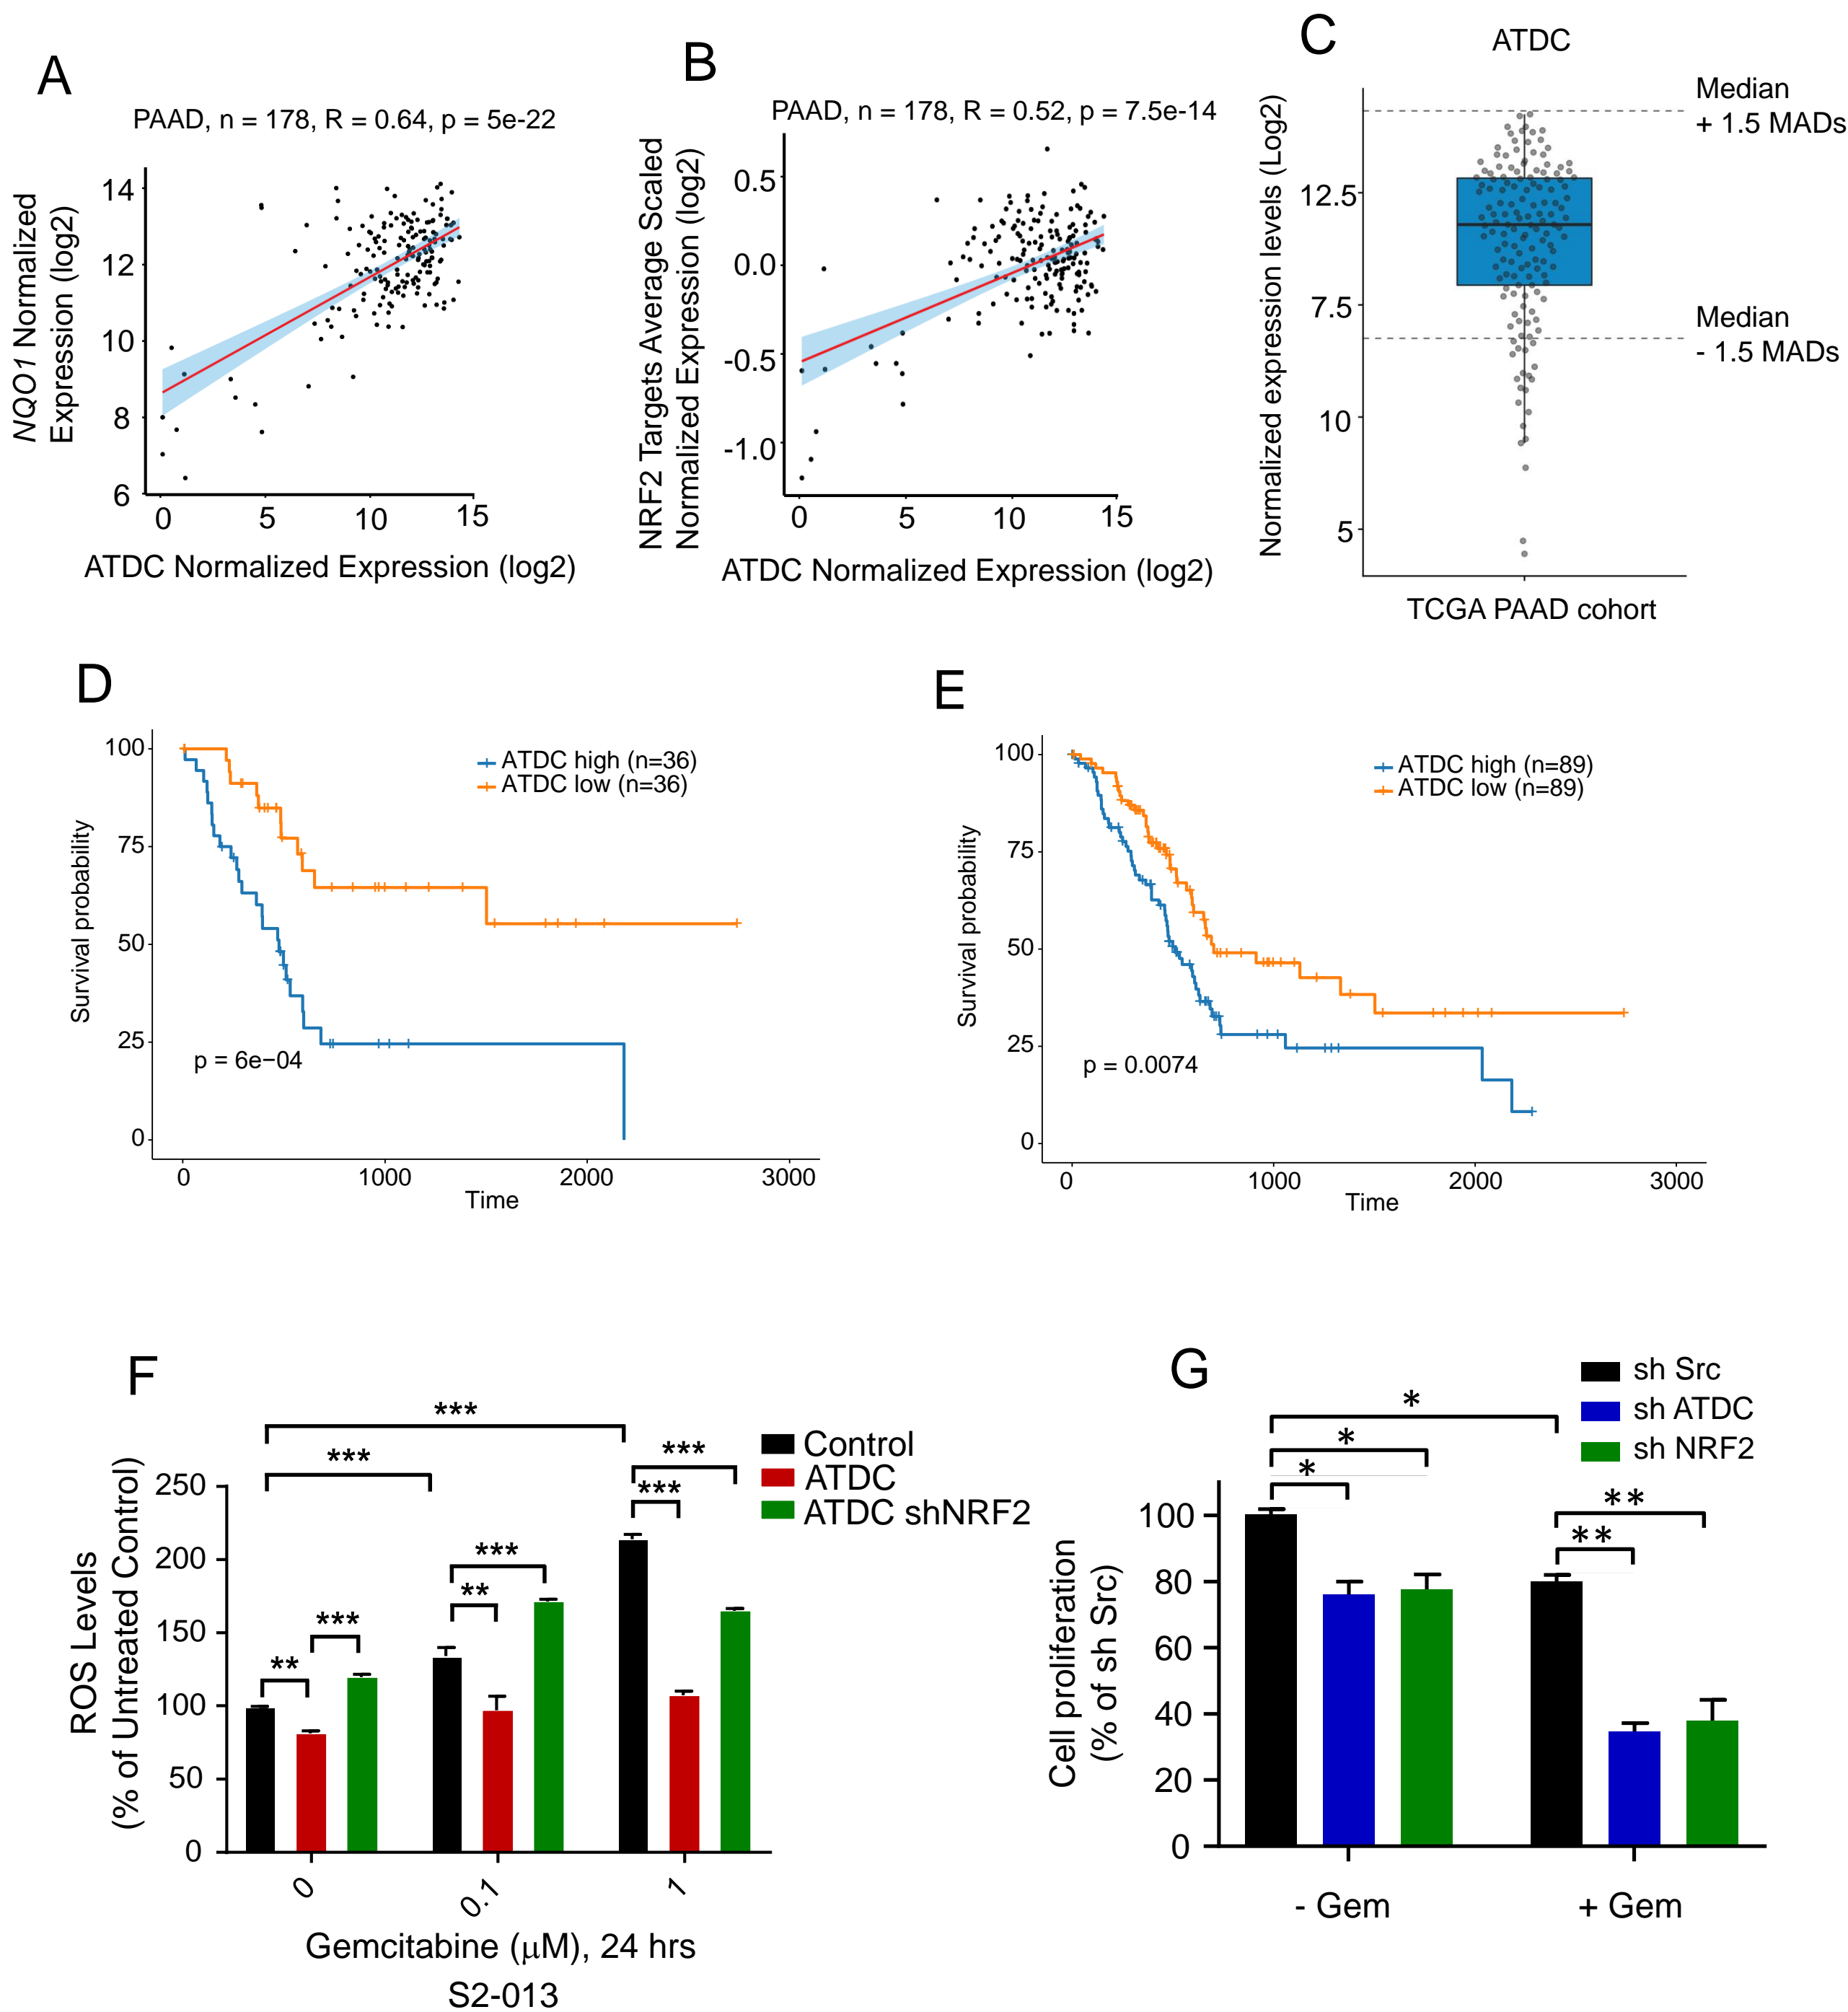 A
PAAD, n = 178, R = 0.64, p = 5e-22
NQO1 Normalized
Expression (log2)
14
13
12
10
8
6
0
5
10
15
ATDC Normalized Expression (log2)
B
PAAD, n = 178, R = 0.52, p = 7.5e-14
NRF2 Targets Average Scaled
Normalized Expression (log2)
0.5
0.0
-0.5
-1.0
0
5
10
15
ATDC Normalized Expression (log2)
C
ATDC
Normalized expression levels (Log2)
12.5
7.5
10
5
Median
+ 1.5 MADs
Median
- 1.5 MADs
TCGA PAAD cohort
D
Survival probability
100
75
50
25
0
ATDC high (n=36)
ATDC low (n=36)
p = 6e−04
0
1000
2000
3000
Time
E
Survival probability
100
75
50
25
0
ATDC high (n=89)
ATDC low (n=89)
p = 0.0074
0
1000
2000
3000
Time
F
ROS Levels
(% of Untreated Control)
250
200
150
100
50
0
***
***
***
***
***
**
***
**
Control
ATDC
ATDC shNRF2
0
0.1
1
Gemcitabine (μM), 24 hrs
S2-013
G
Cell proliferation
(% of sh Src)
100
80
60
40
20
0
*
*
*
**
**
sh Src
sh ATDC
sh NRF2
- Gem
+ Gem